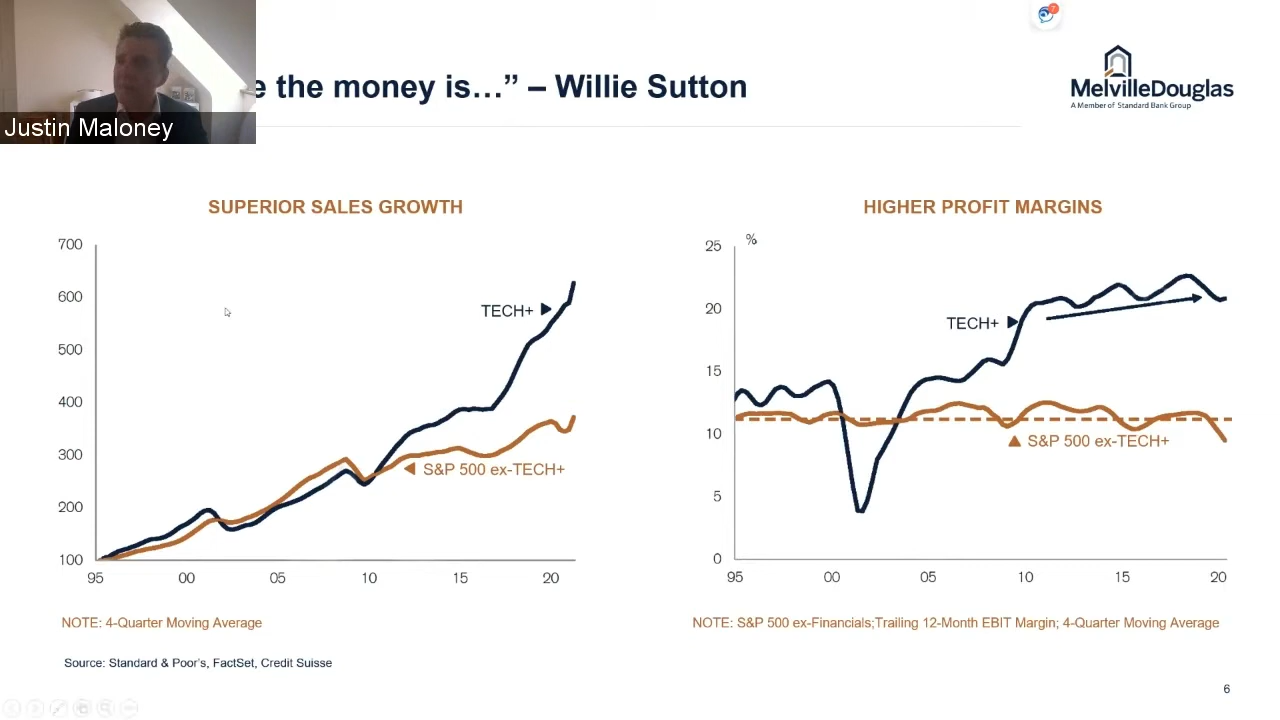 Justin Maloney
e the money is…” – Willie Sutton
7
MelvilleDouglas
A Member of Standard Bank Group
SUPERIOR SALES GROWTH
700
600
500
400
300
200
100
95 00 05 10 15 20
TECH+
S&P 500 ex-TECH+
NOTE: 4-Quarter Moving Average
Source: Standard & Poor’s, FactSet, Credit Suisse
HIGHER PROFIT MARGINS
%
25
20
15
10
5
0
95 00 05 10 15 20
TECH+
S&P 500 ex-TECH+
NOTE: S&P 500 ex-Financials;Trailing 12-Month EBIT Margin; 4-Quarter Moving Average
6